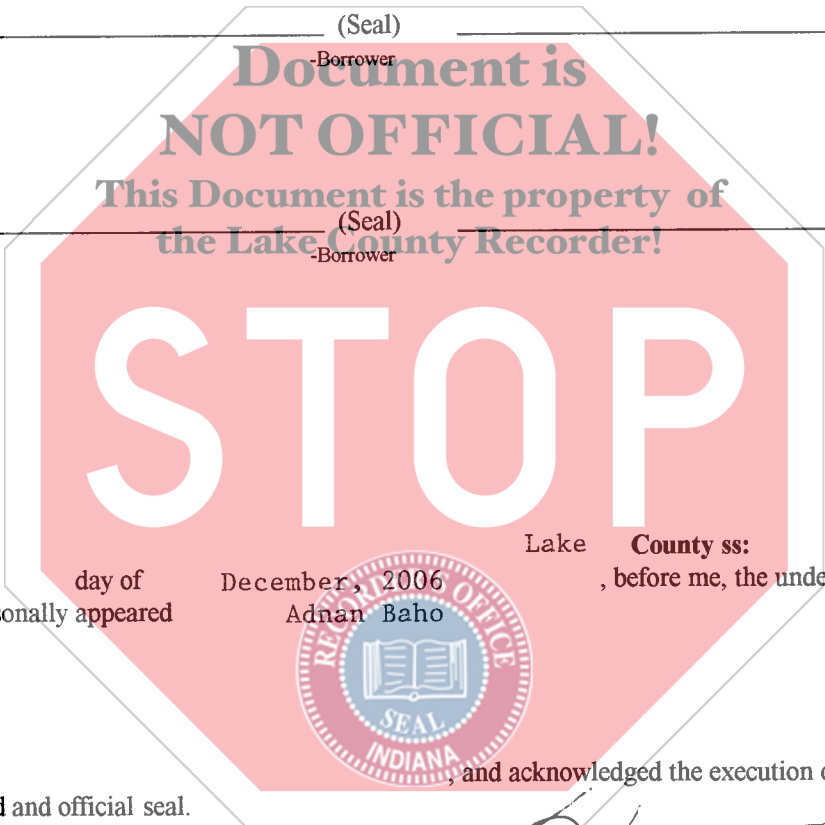 (Seal)
-Borrower
Document is
NOT OFFICIAL!
This Document is the property of
the Lake County Recorder!
(Seal)
-Borrower
STOP
Lake County ss:
day of December, 2006 , before me, the unde
onally appeared Adnan Baho
RECORDER'S OFFICE
SEAL
INDIANA
, and acknowledged the execution
d and official seal.